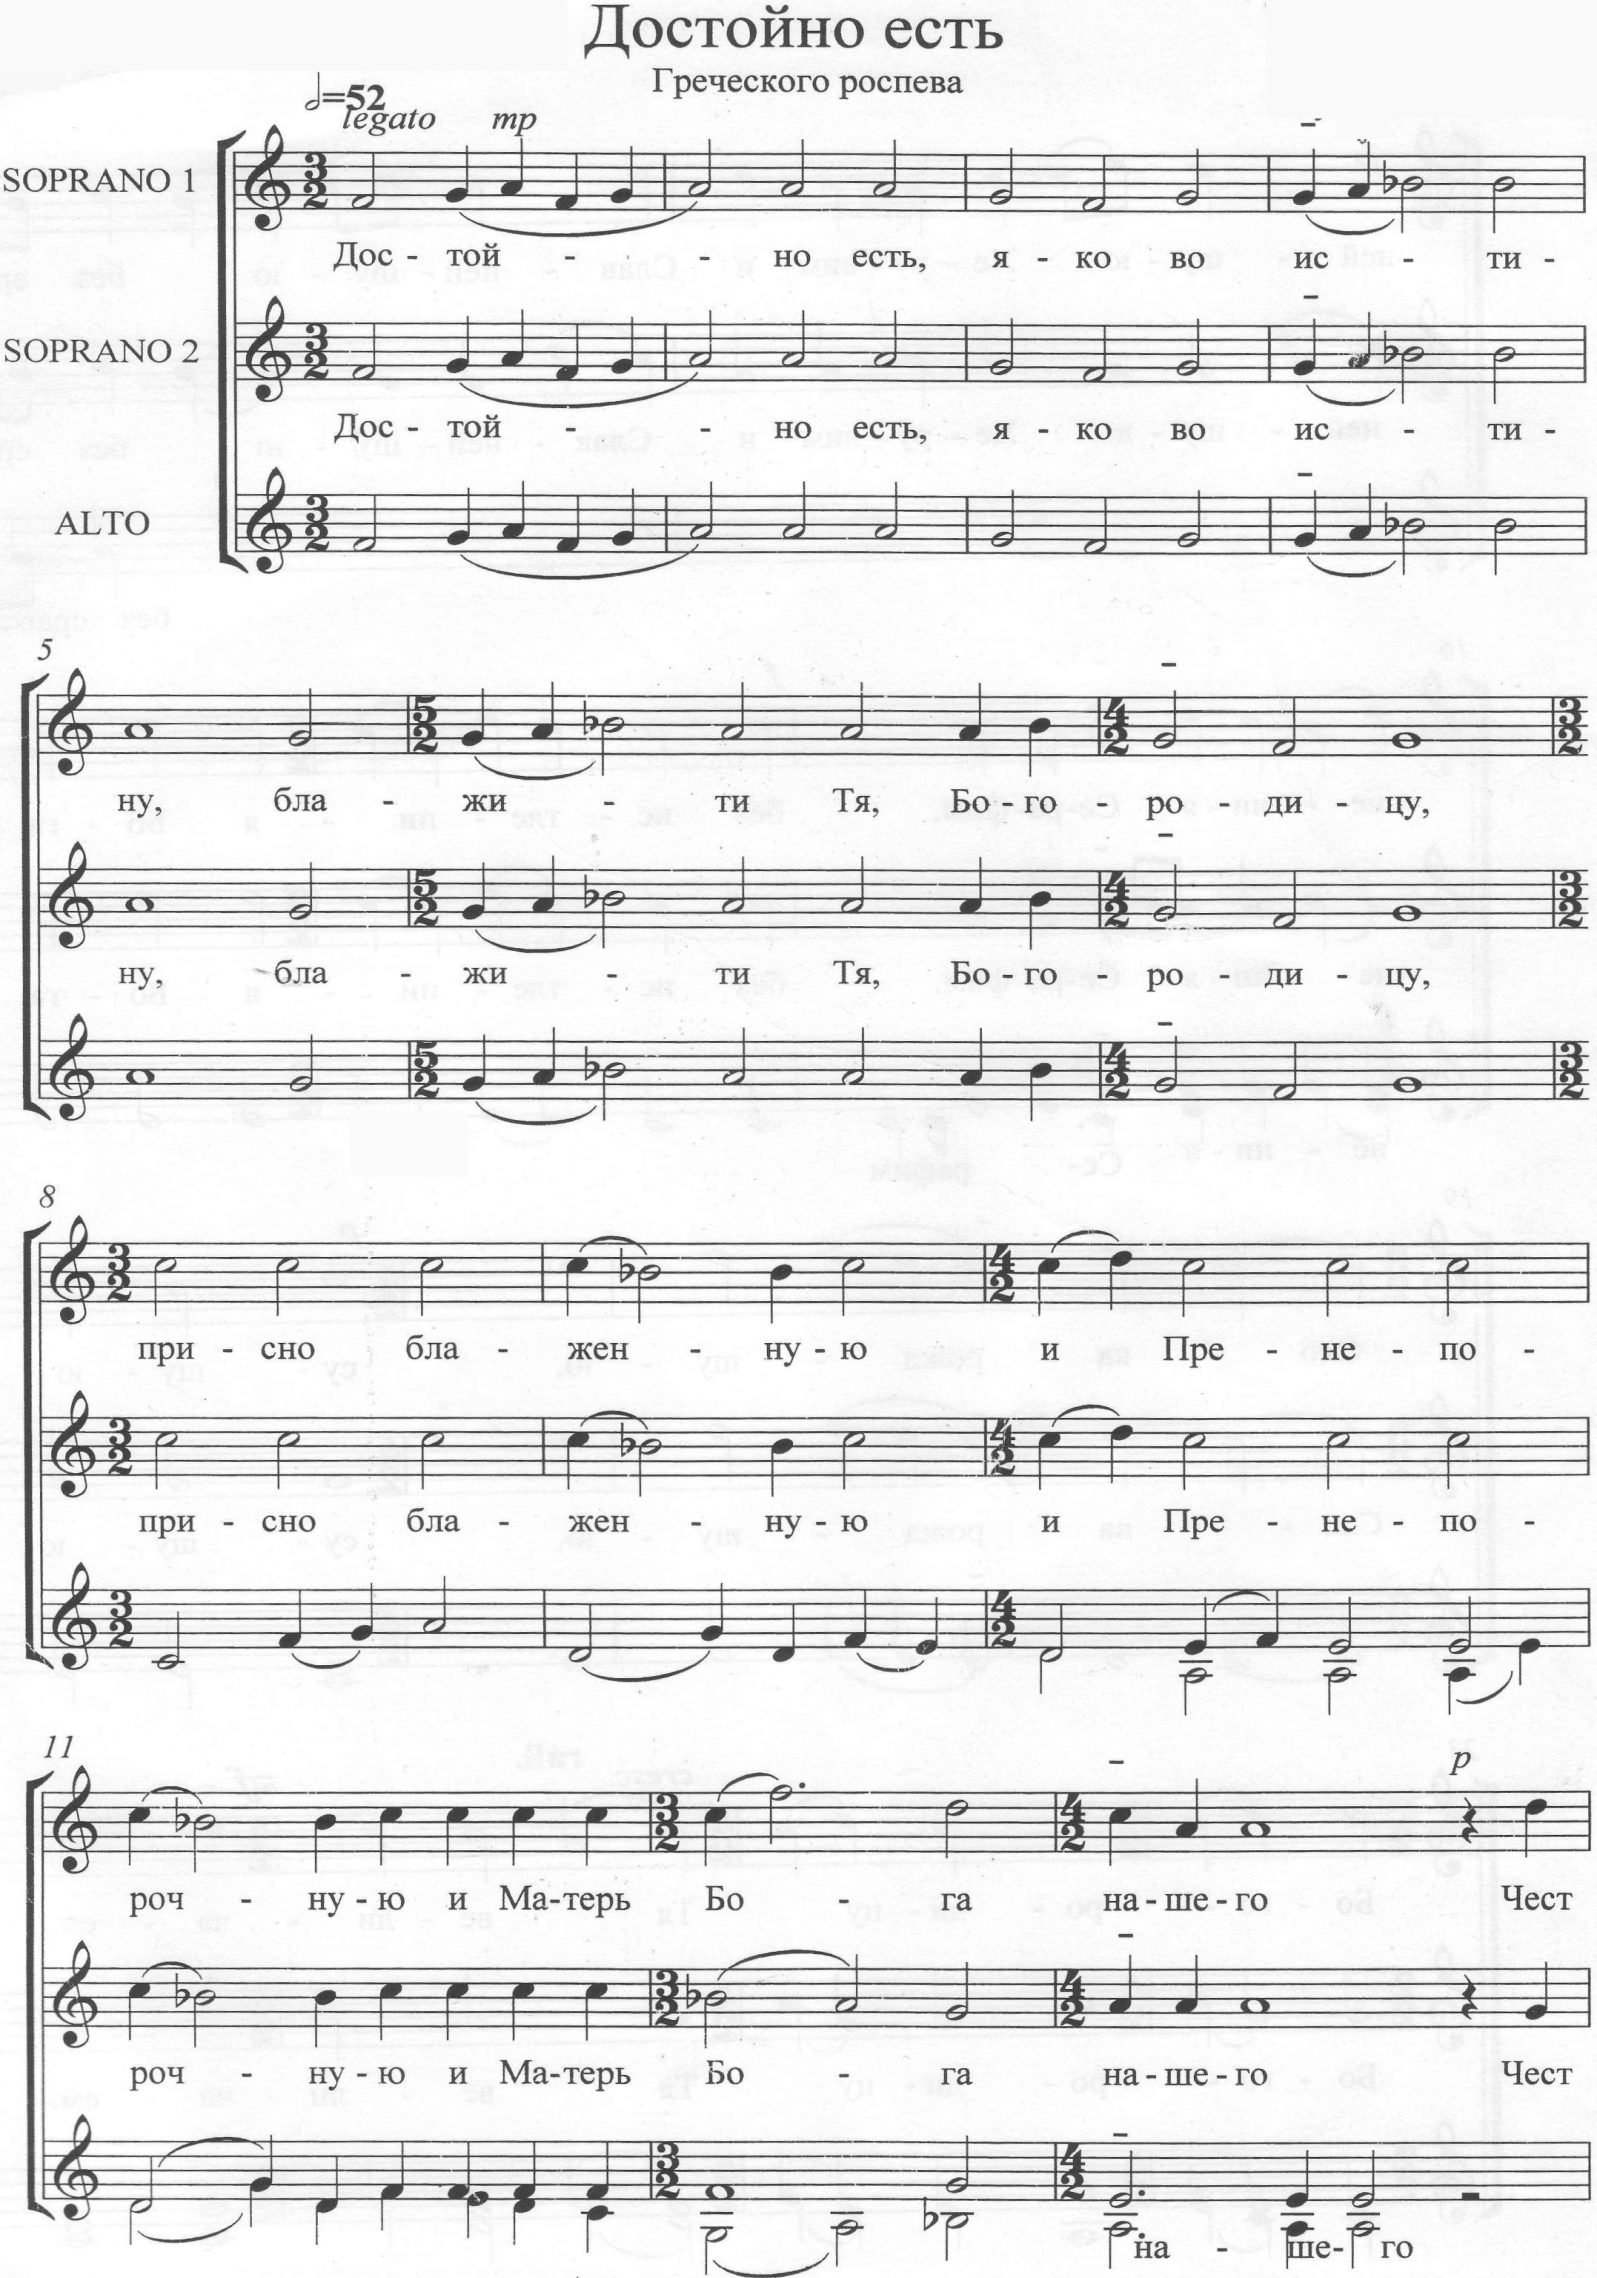 Достойно есть
Греческого роспева
=52
legato mp
SOPRANO 1
Дос - той - - но есть, я - ко во ис - ти -
SOPRANO 2
Дос - той - - но есть, я - ко во ис - ти -
ALTO
5
ну, бла - жи - ти Тя, Бо - го - ро - ди - цу,
ну, бла - жи - ти Тя, Бо - го - ро - ди - цу,
8
при - сно бла - жен - ну - ю и Пре - не - по -
при - сно бла - жен - ну - ю и Пре - не - по -
11
p
роч - ну - ю и Ма-терь Бо - га на - ше - го Чест
роч - ну - ю и Ма-терь Бо - га на - ше - го Чест
на - ше- го